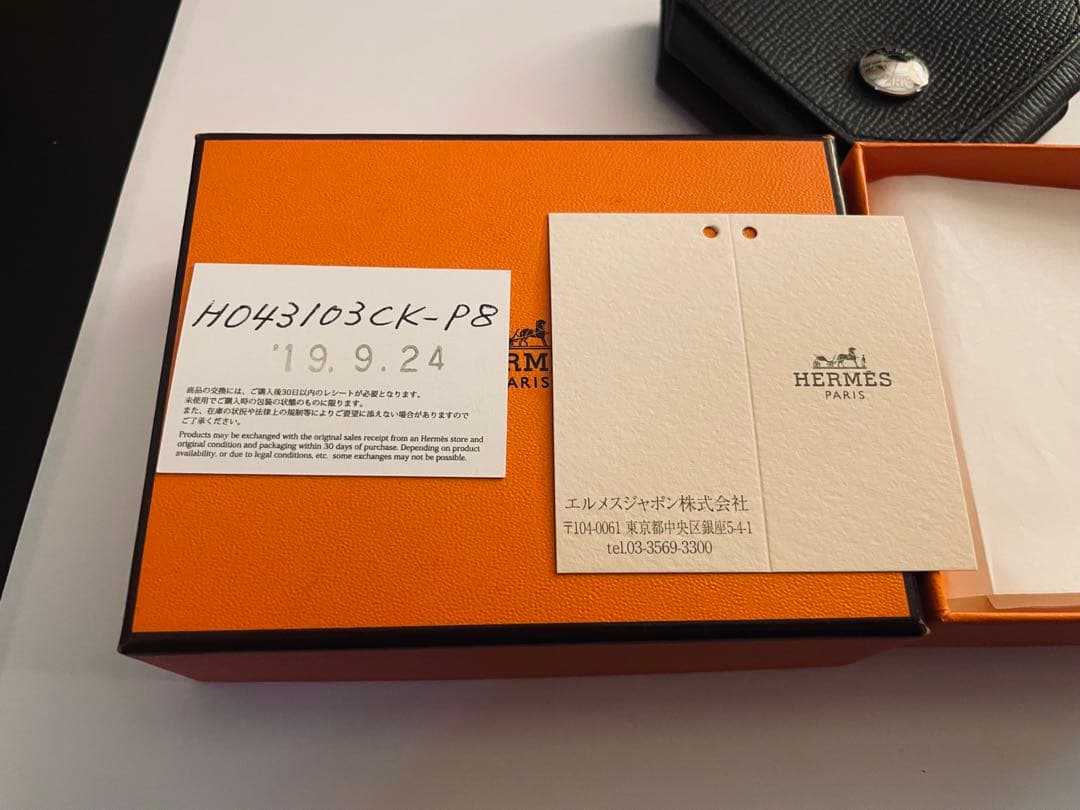 H043103CK-P8
'19. 9. 24
商品の交換には、ご購入後30日以内のレシートが必要となります。
未使用でご購入時の包装の状態のものに限ります。
また、在庫の状況や法律上の規制等によりご要望に添えない場合がありますので
ご了承ください。
Products may be exchanged with the original sales receipt from an Hermès store and
original condition and packaging within 30 days of purchase. Depending on product
availability, or due to legal conditions, etc. some exchanges may not be possible.
RM
PARIS
HERMÈS
PARIS
エルメスジャポン株式会社
〒104-0061 東京都中央区銀座5-4-1
tel.03-3569-3300